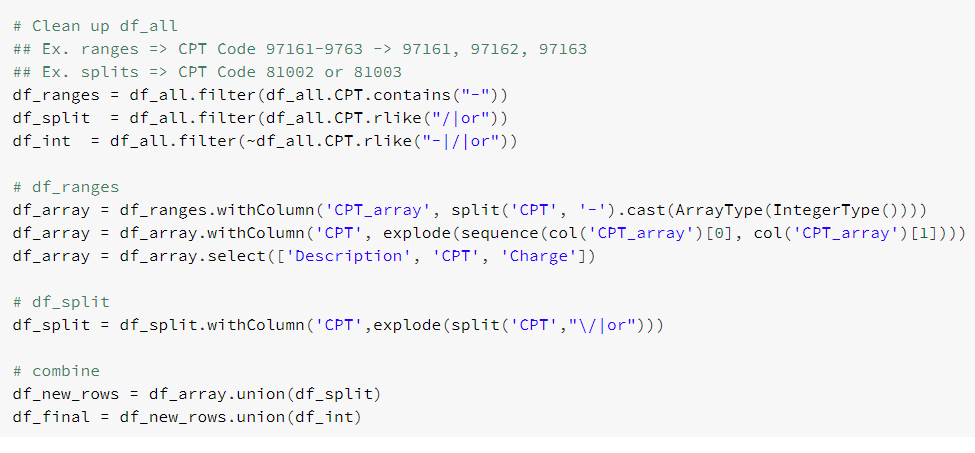 # Clean up df_all
## Ex. ranges => CPT Code 97161-9763 -> 97161, 97162, 97163
## Ex. splits => CPT Code 81002 or 81003
df_ranges = df_all.filter(df_all.CPT.contains("-"))
df_split  = df_all.filter(df_all.CPT.rlike("/|or"))
df_int  = df_all.filter(~df_all.CPT.rlike("-|/|or"))
# df_ranges
df_array = df_ranges.withColumn('CPT_array', split('CPT', '-').cast(ArrayType(IntegerType())))
df_array = df_array.withColumn('CPT', explode(sequence(col('CPT_array')[0], col('CPT_array')[1])))
df_array = df_array.select(['Description', 'CPT', 'Charge'])
# df_split
df_split = df_split.withColumn('CPT',explode(split('CPT',"\/|or")))
# combine
df_new_rows = df_array.union(df_split)
df_final = df_new_rows.union(df_int)